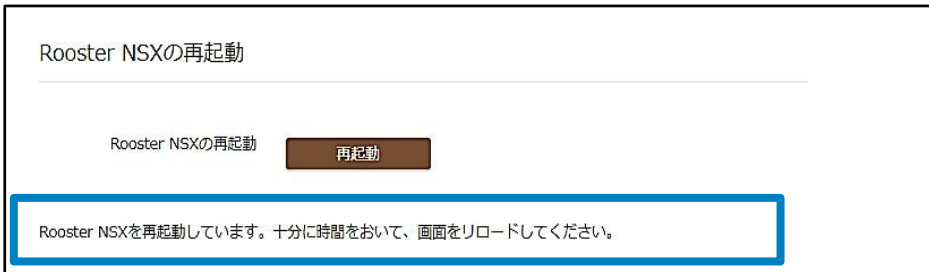 Rooster NSXの再起動
Rooster NSXの再起動
再起動
Rooster NSXを再起動しています。十分に時間をおいて、画面をリロードしてください。